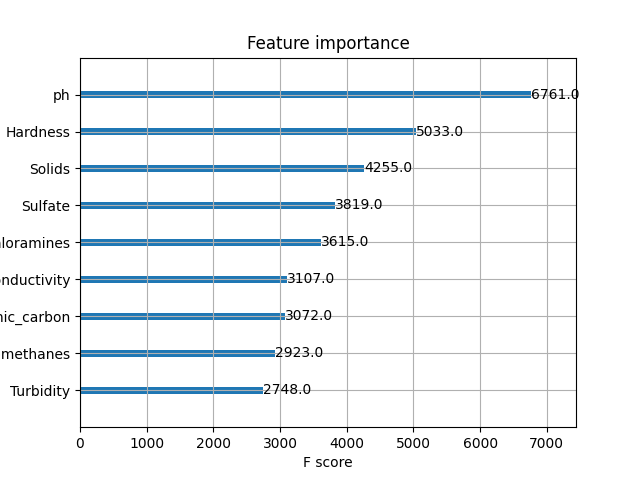 Feature importance
ph
6761.0
Hardness
5033.0
Solids
4255.0
Sulfate
3819.0
loramines
3615.0
nductivity
3107.0
nic_carbon
3072.0
methanes
2923.0
Turbidity
2748.0
0 1000 2000 3000 4000 5000 6000 7000
F score